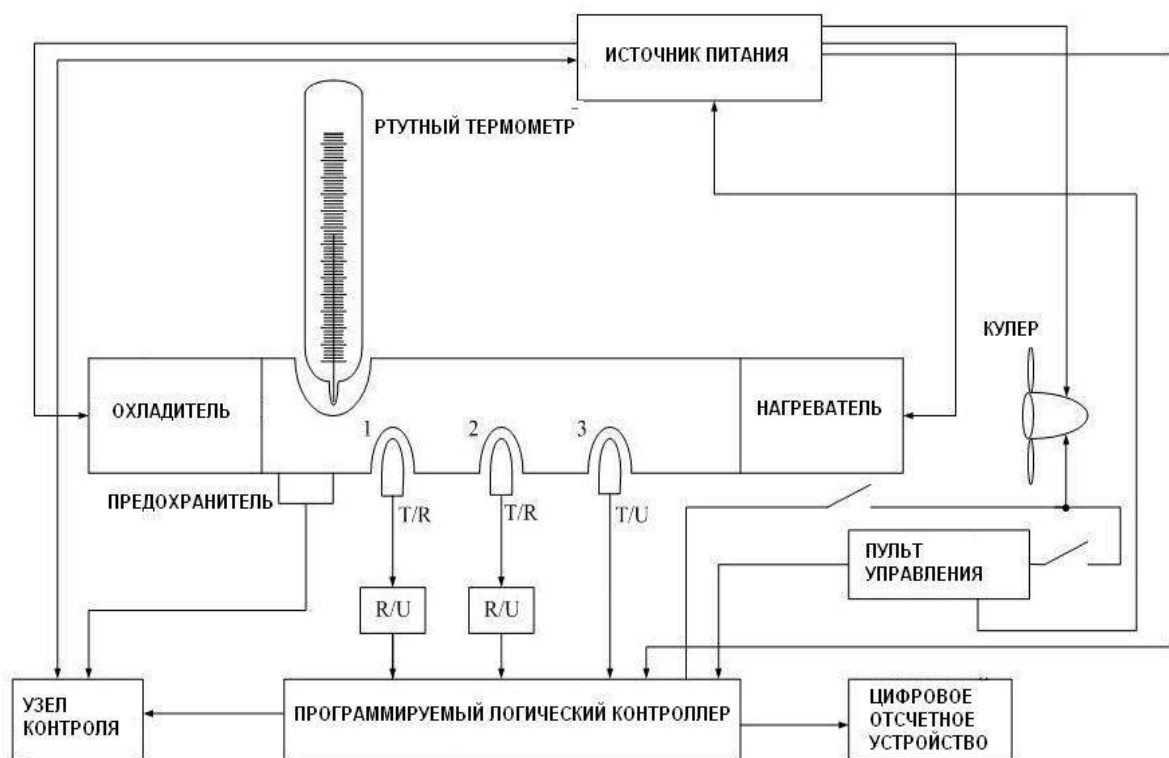 ИСТОЧНИК ПИТАНИЯ
РТУТНЫЙ ТЕРМОМЕТР
КУЛЕР
ОХЛАДИТЕЛЬ
НАГРЕВАТЕЛЬ
1
2
3
ПРЕДОХРАНИТЕЛЬ
T/R
T/R
T/U
ПУЛЬТ
УПРАВЛЕНИЯ
R/U
R/U
УЗЕЛ
КОНТРОЛЯ
ПРОГРАММИРУЕМЫЙ ЛОГИЧЕСКИЙ КОНТРОЛЛЕР
ЦИФРОВОЕ
ОТСЧЕТНОЕ
УСТРОЙСТВО